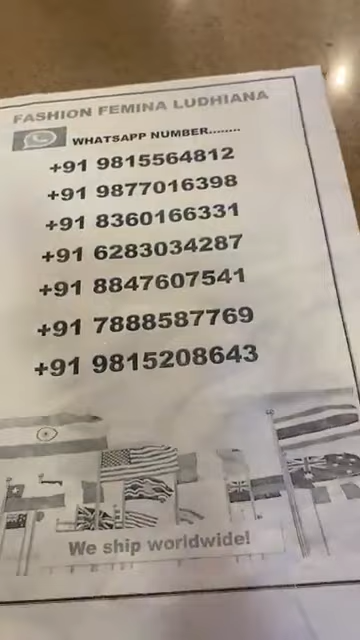 FASHION FEMINA LUDHIANA
WHATSAPP NUMBER........
+91 9815564812
+91 9877016398
+91 8360166331
+91 6283034287
+91 8847607541
+91 7888587769
+91 9815208643
We ship worldwide!